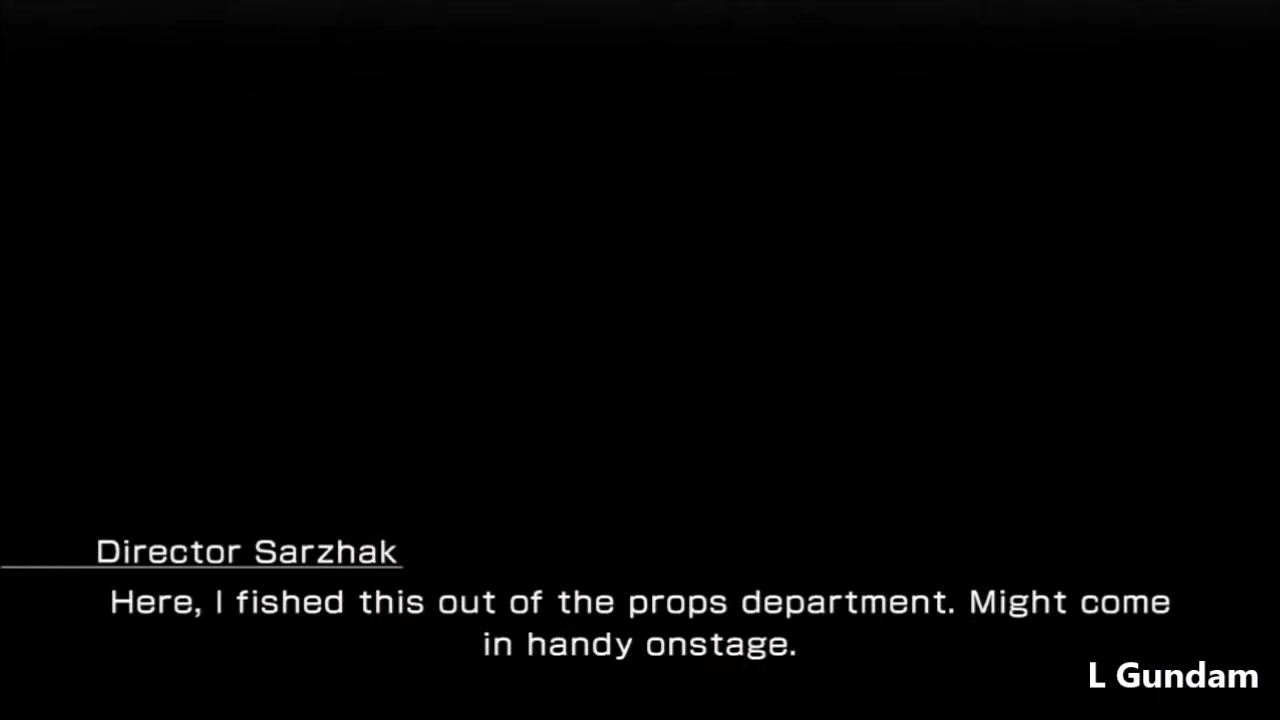 Director Sarzhak
Here, I fished this out of the props department. Might come
in handy onstage.
L Gundam